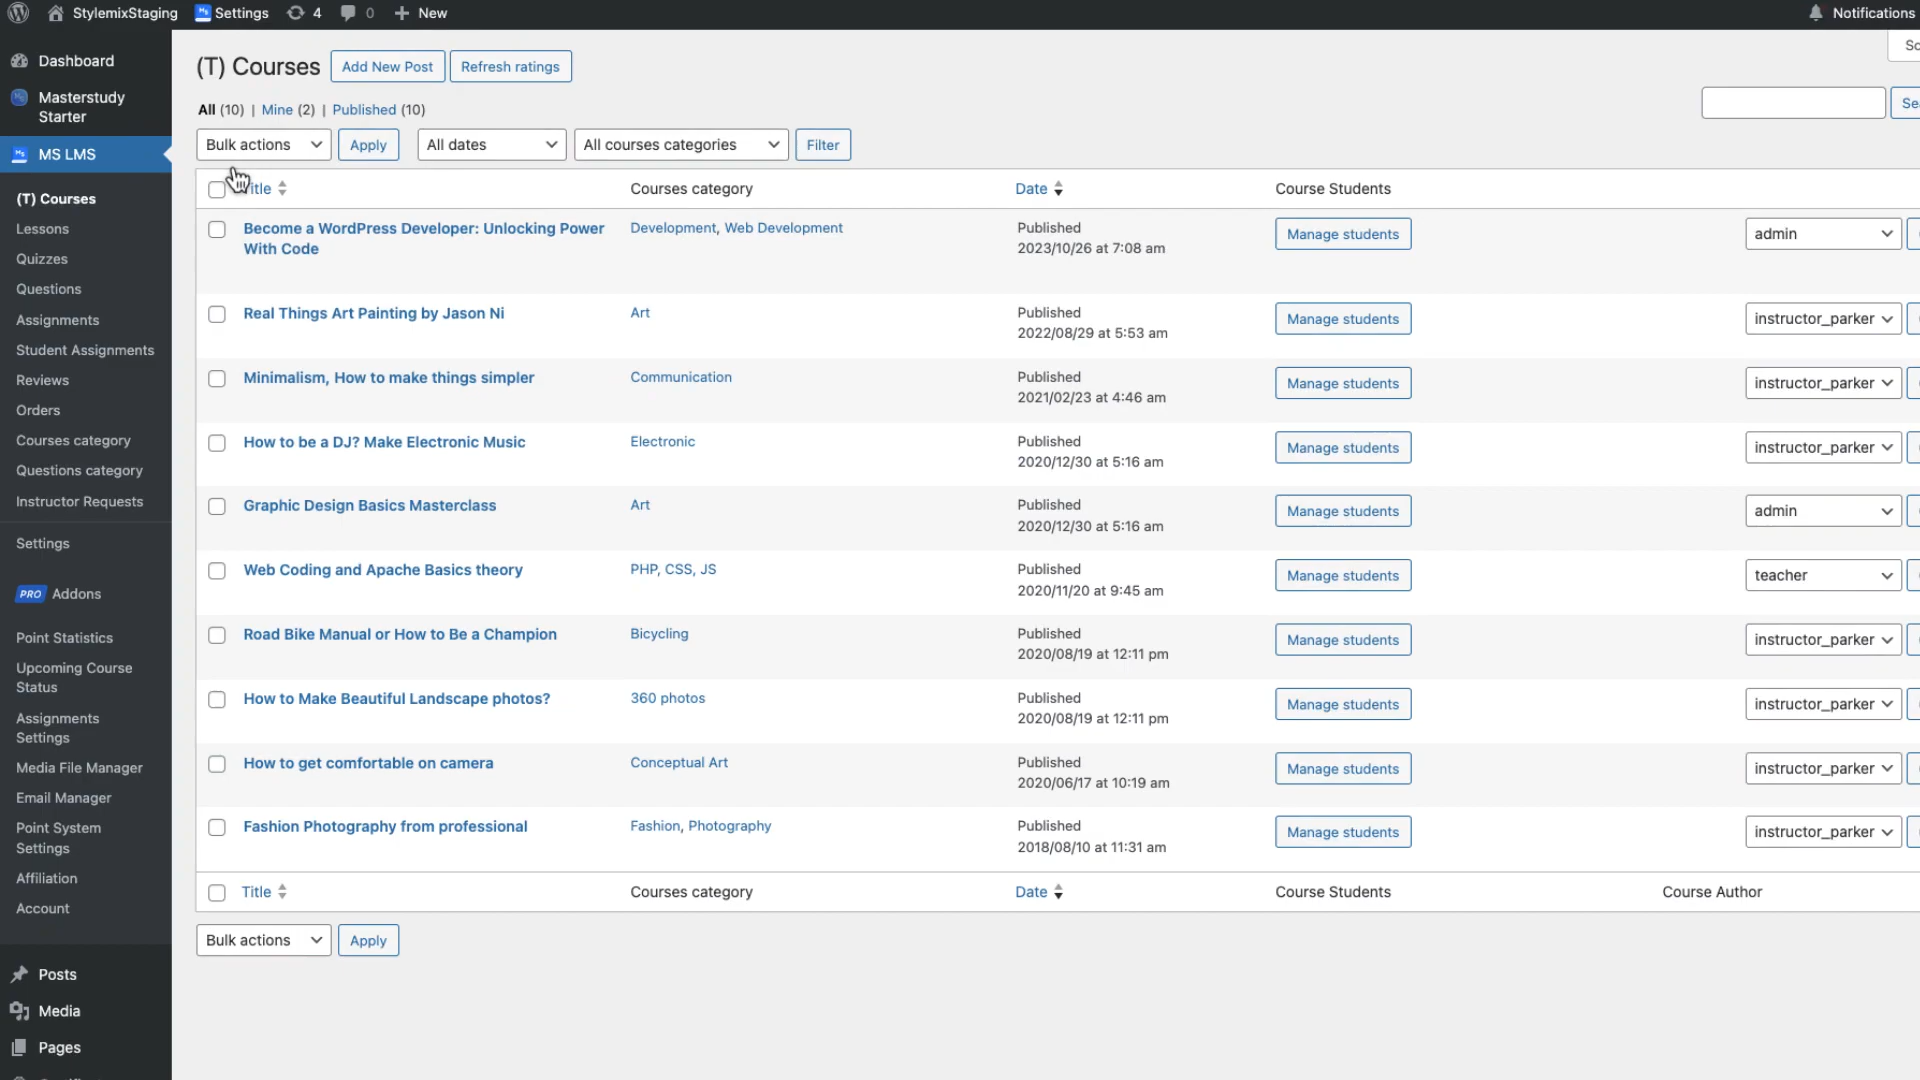 StylemixStaging Settings 4 0 New Notifications
Dashboard
Masterstudy
Starter
MS LMS
(T) Courses
Lessons
Quizzes
Questions
Assignments
Student Assignments
Reviews
Orders
Courses category
Questions category
Instructor Requests
Settings
PRO Addons
Point Statistics
Upcoming Course
Status
Assignments
Settings
Media File Manager
Email Manager
Point System
Settings
Affiliation
Account
Posts
Media
Pages
(T) Courses Add New Post Refresh ratings
All (10) | Mine (2) | Published (10)
Bulk actions Apply All dates All courses categories Filter
Courses category Date Course Students
Become a WordPress Developer: Unlocking Power Development, Web Development Published Manage students admin
With Code 2023/10/26 at 7:08 am
Real Things Art Painting by Jason Ni Art Published Manage students instructor_parker
2022/08/29 at 5:53 am
Minimalism, How to make things simpler Communication Published Manage students instructor_parker
2021/02/23 at 4:46 am
How to be a DJ? Make Electronic Music Electronic Published Manage students instructor_parker
2020/12/30 at 5:16 am
Graphic Design Basics Masterclass Art Published Manage students admin
2020/12/30 at 5:16 am
Web Coding and Apache Basics theory PHP, CSS, JS Published Manage students teacher
2020/11/20 at 9:45 am
Road Bike Manual or How to Be a Champion Bicycling Published Manage students instructor_parker
2020/08/19 at 12:11 pm
How to Make Beautiful Landscape photos? 360 photos Published Manage students instructor_parker
2020/08/19 at 12:11 pm
How to get comfortable on camera Conceptual Art Published Manage students instructor_parker
2020/06/17 at 10:19 am
Fashion Photography from professional Fashion, Photography Published Manage students instructor_parker
2018/08/10 at 11:31 am
Title Courses category Date Course Students Course Author
Bulk actions Apply